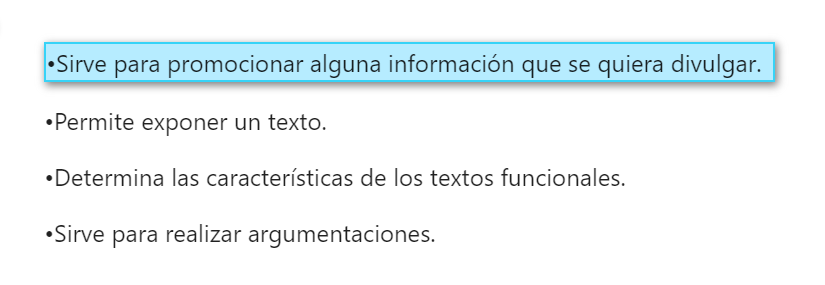 •Sirve para promocionar alguna información que se quiera divulgar.
•Permite exponer un texto.
•Determina las características de los textos funcionales.
•Sirve para realizar argumentaciones.